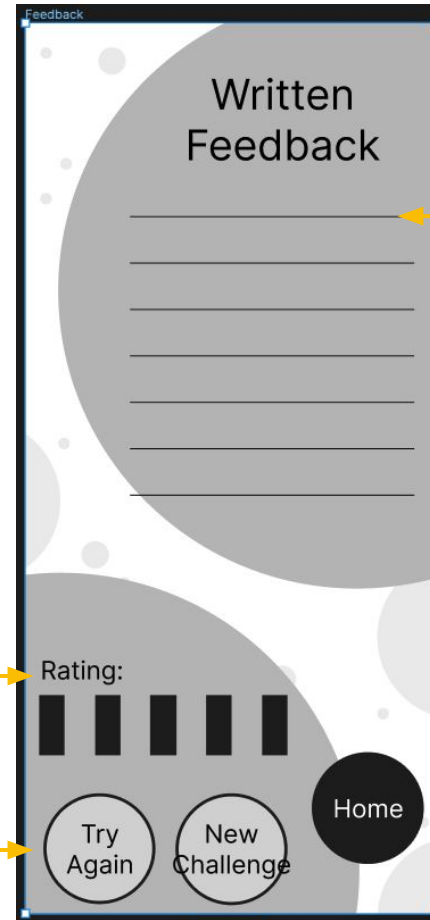 Feedback
Written
Feedback
Rating:
Try
Again
New
Challenge
Home